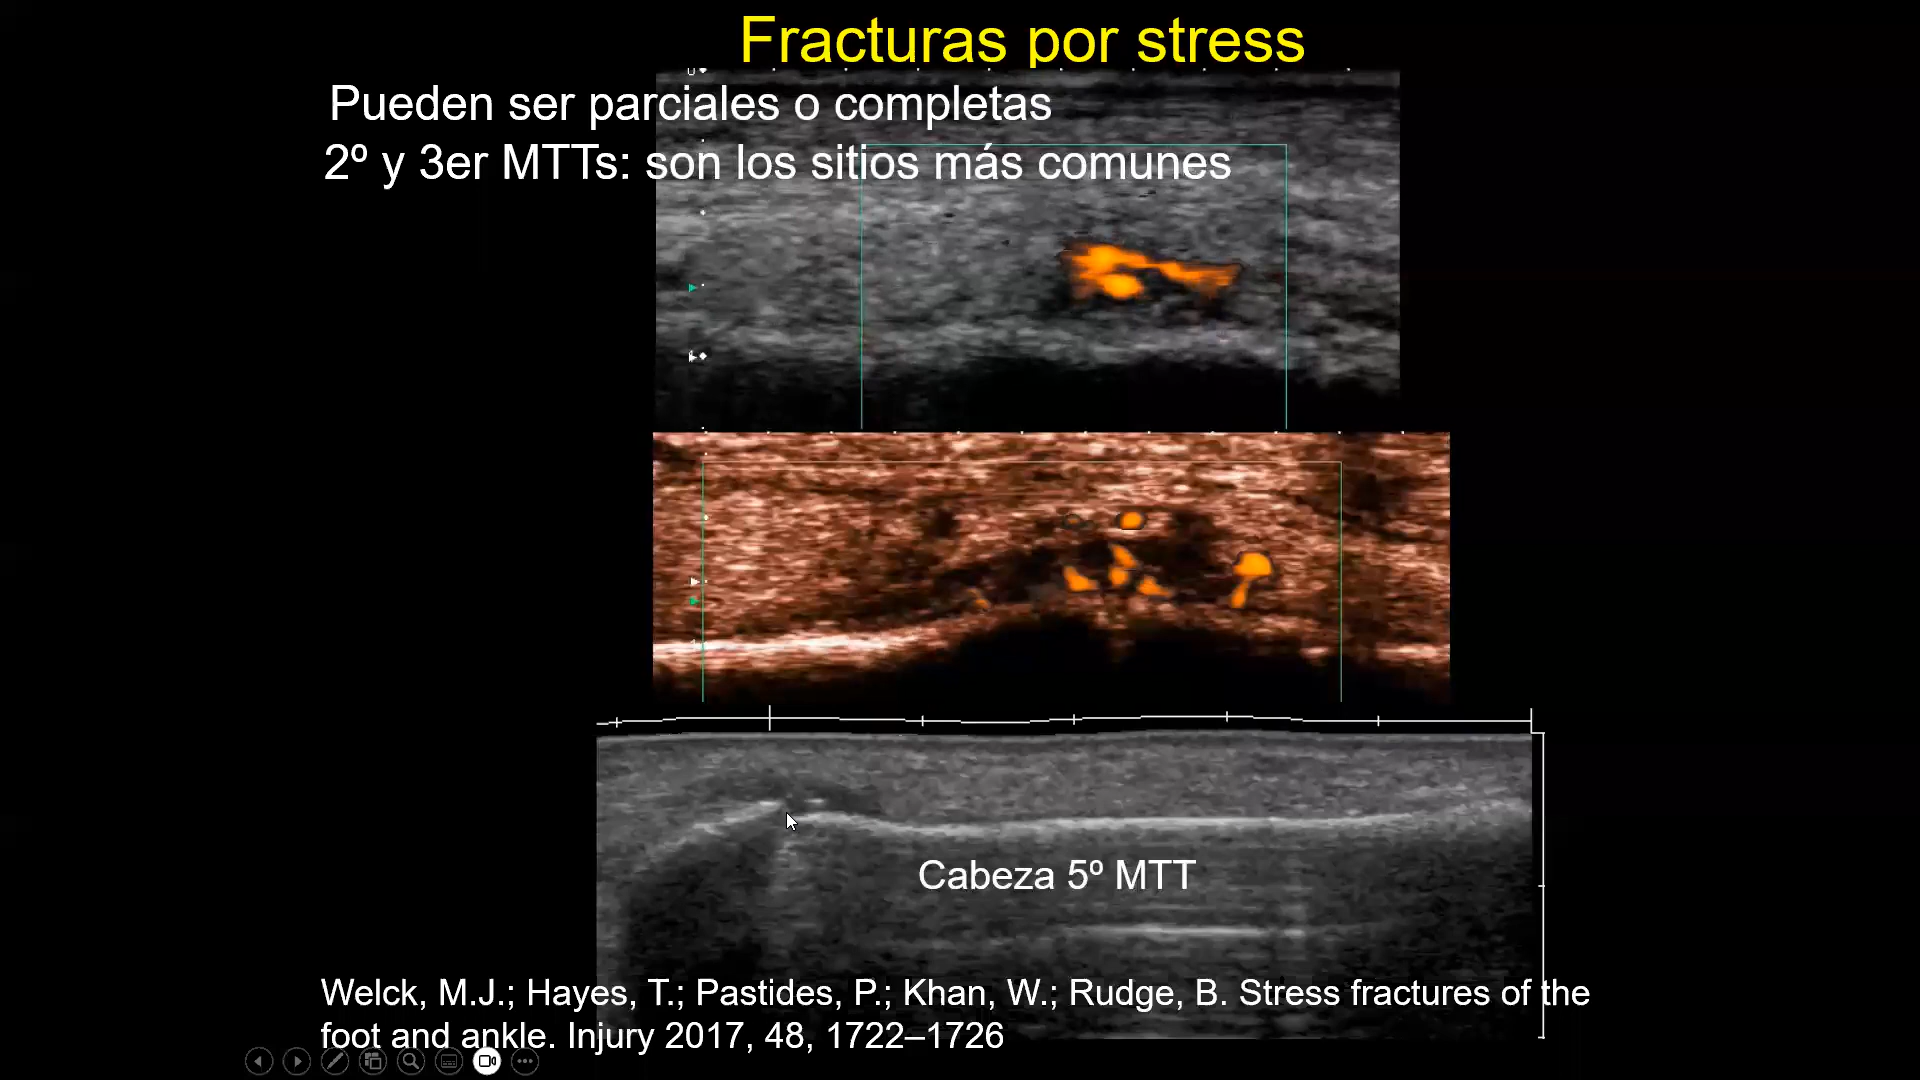 Fracturas por stress
Pueden ser parciales o completas
2º y 3er MTTs: son los sitios más comunes
Cabeza 5º MTT
Welck, M.J.; Hayes, T.; Pastides, P.; Khan, W.; Rudge, B. Stress fractures of the
foot and ankle. Injury 2017, 48, 1722–1726